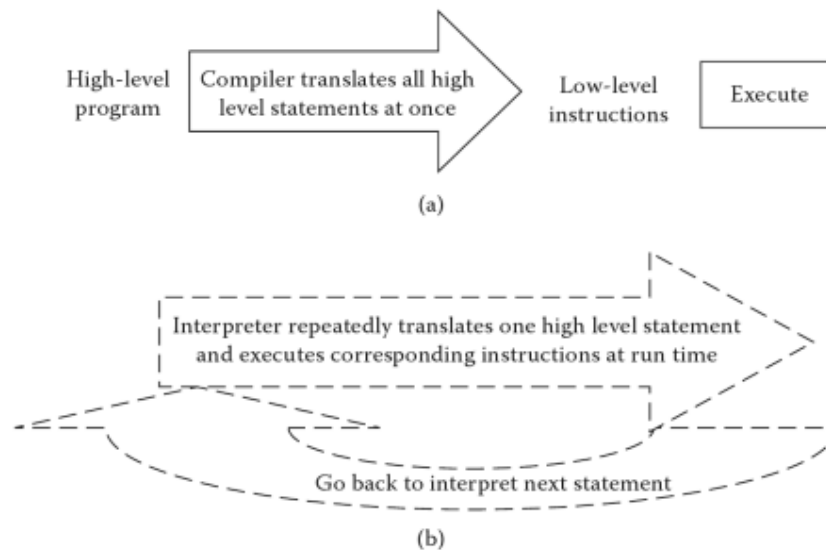 High-level
program
Compiler translates all high
level statements at once
Low-level
instructions
Execute
(a)
Interpreter repeatedly translates one high level statement
and executes corresponding instructions at run time
Go back to interpret next statement
(b)